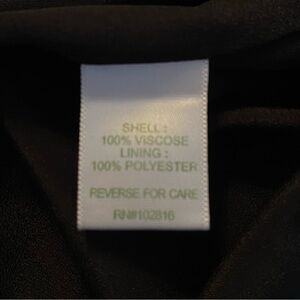 SHELL :
100% VISCOSE
LINING :
100% POLYESTER
REVERSE FOR CARE
RN#102816